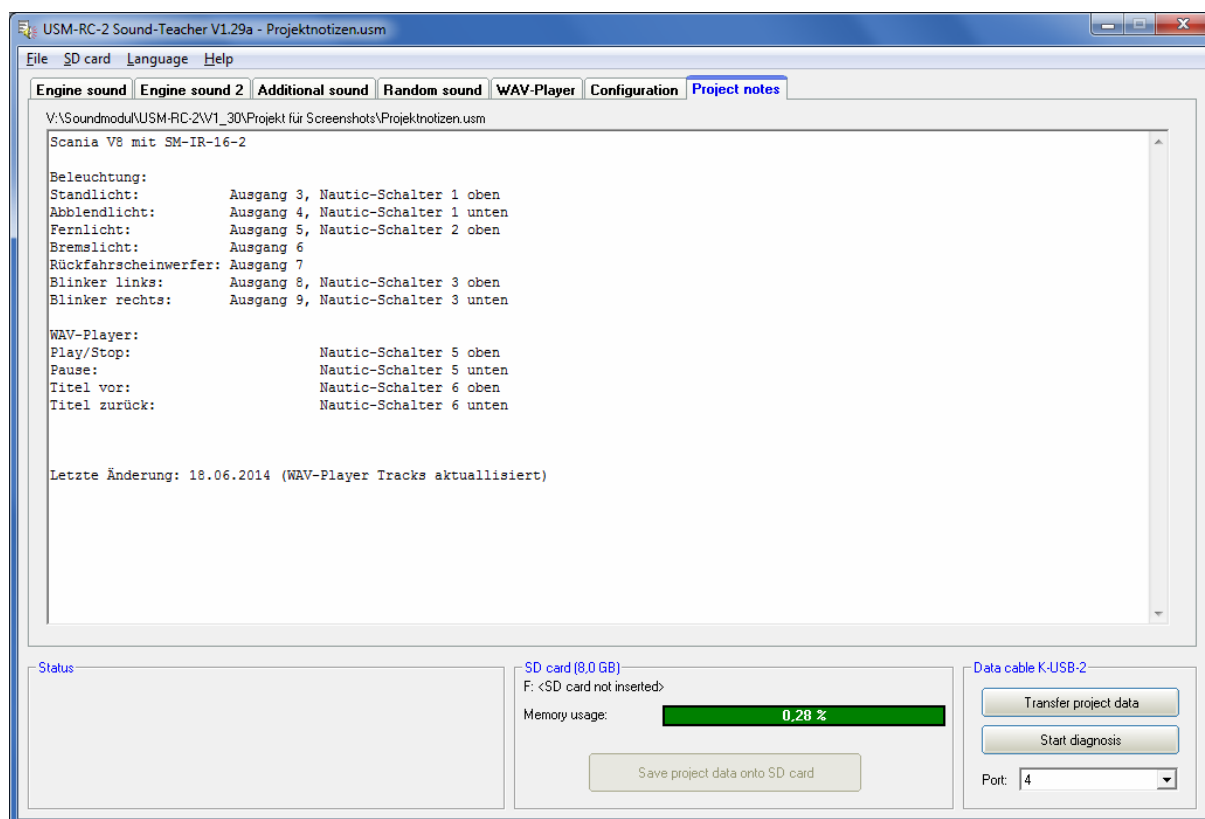 USM-RC-2 Sound-Teacher V1.29a - Projektnotizen.usm
File SD card Language Help
Engine sound Engine sound 2 Additional sound Random sound WAV-Player Configuration Project notes
V:\Soundmodul\USM-RC-2\V1_30\Projekt für Screenshots\Projektnotizen.usm
Scania V8 mit SM-IR-16-2
Beleuchtung:
Standlicht: Ausgang 3, Nautic-Schalter 1 oben
Abblendlicht: Ausgang 4, Nautic-Schalter 1 unten
Fernlicht: Ausgang 5, Nautic-Schalter 2 oben
Bremslicht: Ausgang 6
Rückfahrscheinwerfer: Ausgang 7
Blinker links: Ausgang 8, Nautic-Schalter 3 oben
Blinker rechts: Ausgang 9, Nautic-Schalter 3 unten
WAV-Player:
Play/Stop: Nautic-Schalter 5 oben
Pause: Nautic-Schalter 5 unten
Titel vor: Nautic-Schalter 6 oben
Titel zurück: Nautic-Schalter 6 unten
Letzte Änderung: 18.06.2014 (WAV-Player Tracks aktuallisiert)
Status
SD card (8,0 GB)
F: <SD card not inserted>
Memory usage: 0,28 %
Save project data onto SD card
Data cable K-USB-2
Transfer project data
Start diagnosis
Port: 4